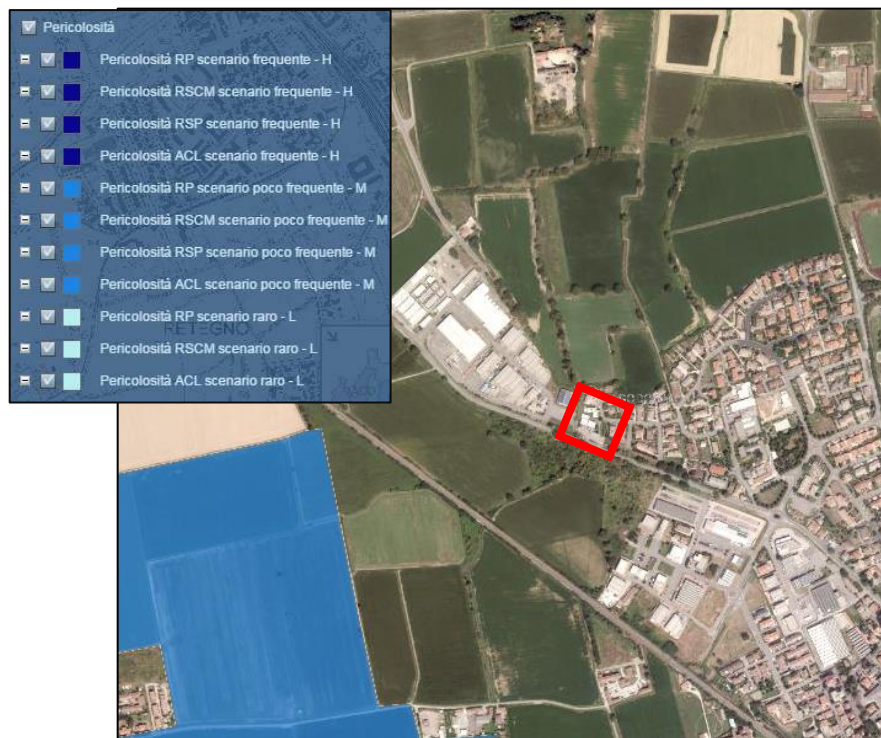 Pericolosità
Pericolosità RP scenario frequente - H
Pericolosità RSCM scenario frequente - H
Pericolosità RSP scenario frequente - H
Pericolosità ACL scenario frequente - H
Pericolosità RP scenario poco frequente - M
Pericolosità RSCM scenario poco frequente - M
Pericolosità RSP scenario poco frequente - M
Pericolosità ACL scenario poco frequente - M
Pericolosità RP scenario raro - L
RETEGNO
Pericolosità RSCM scenario raro - L
Pericolosità ACL scenario raro - L